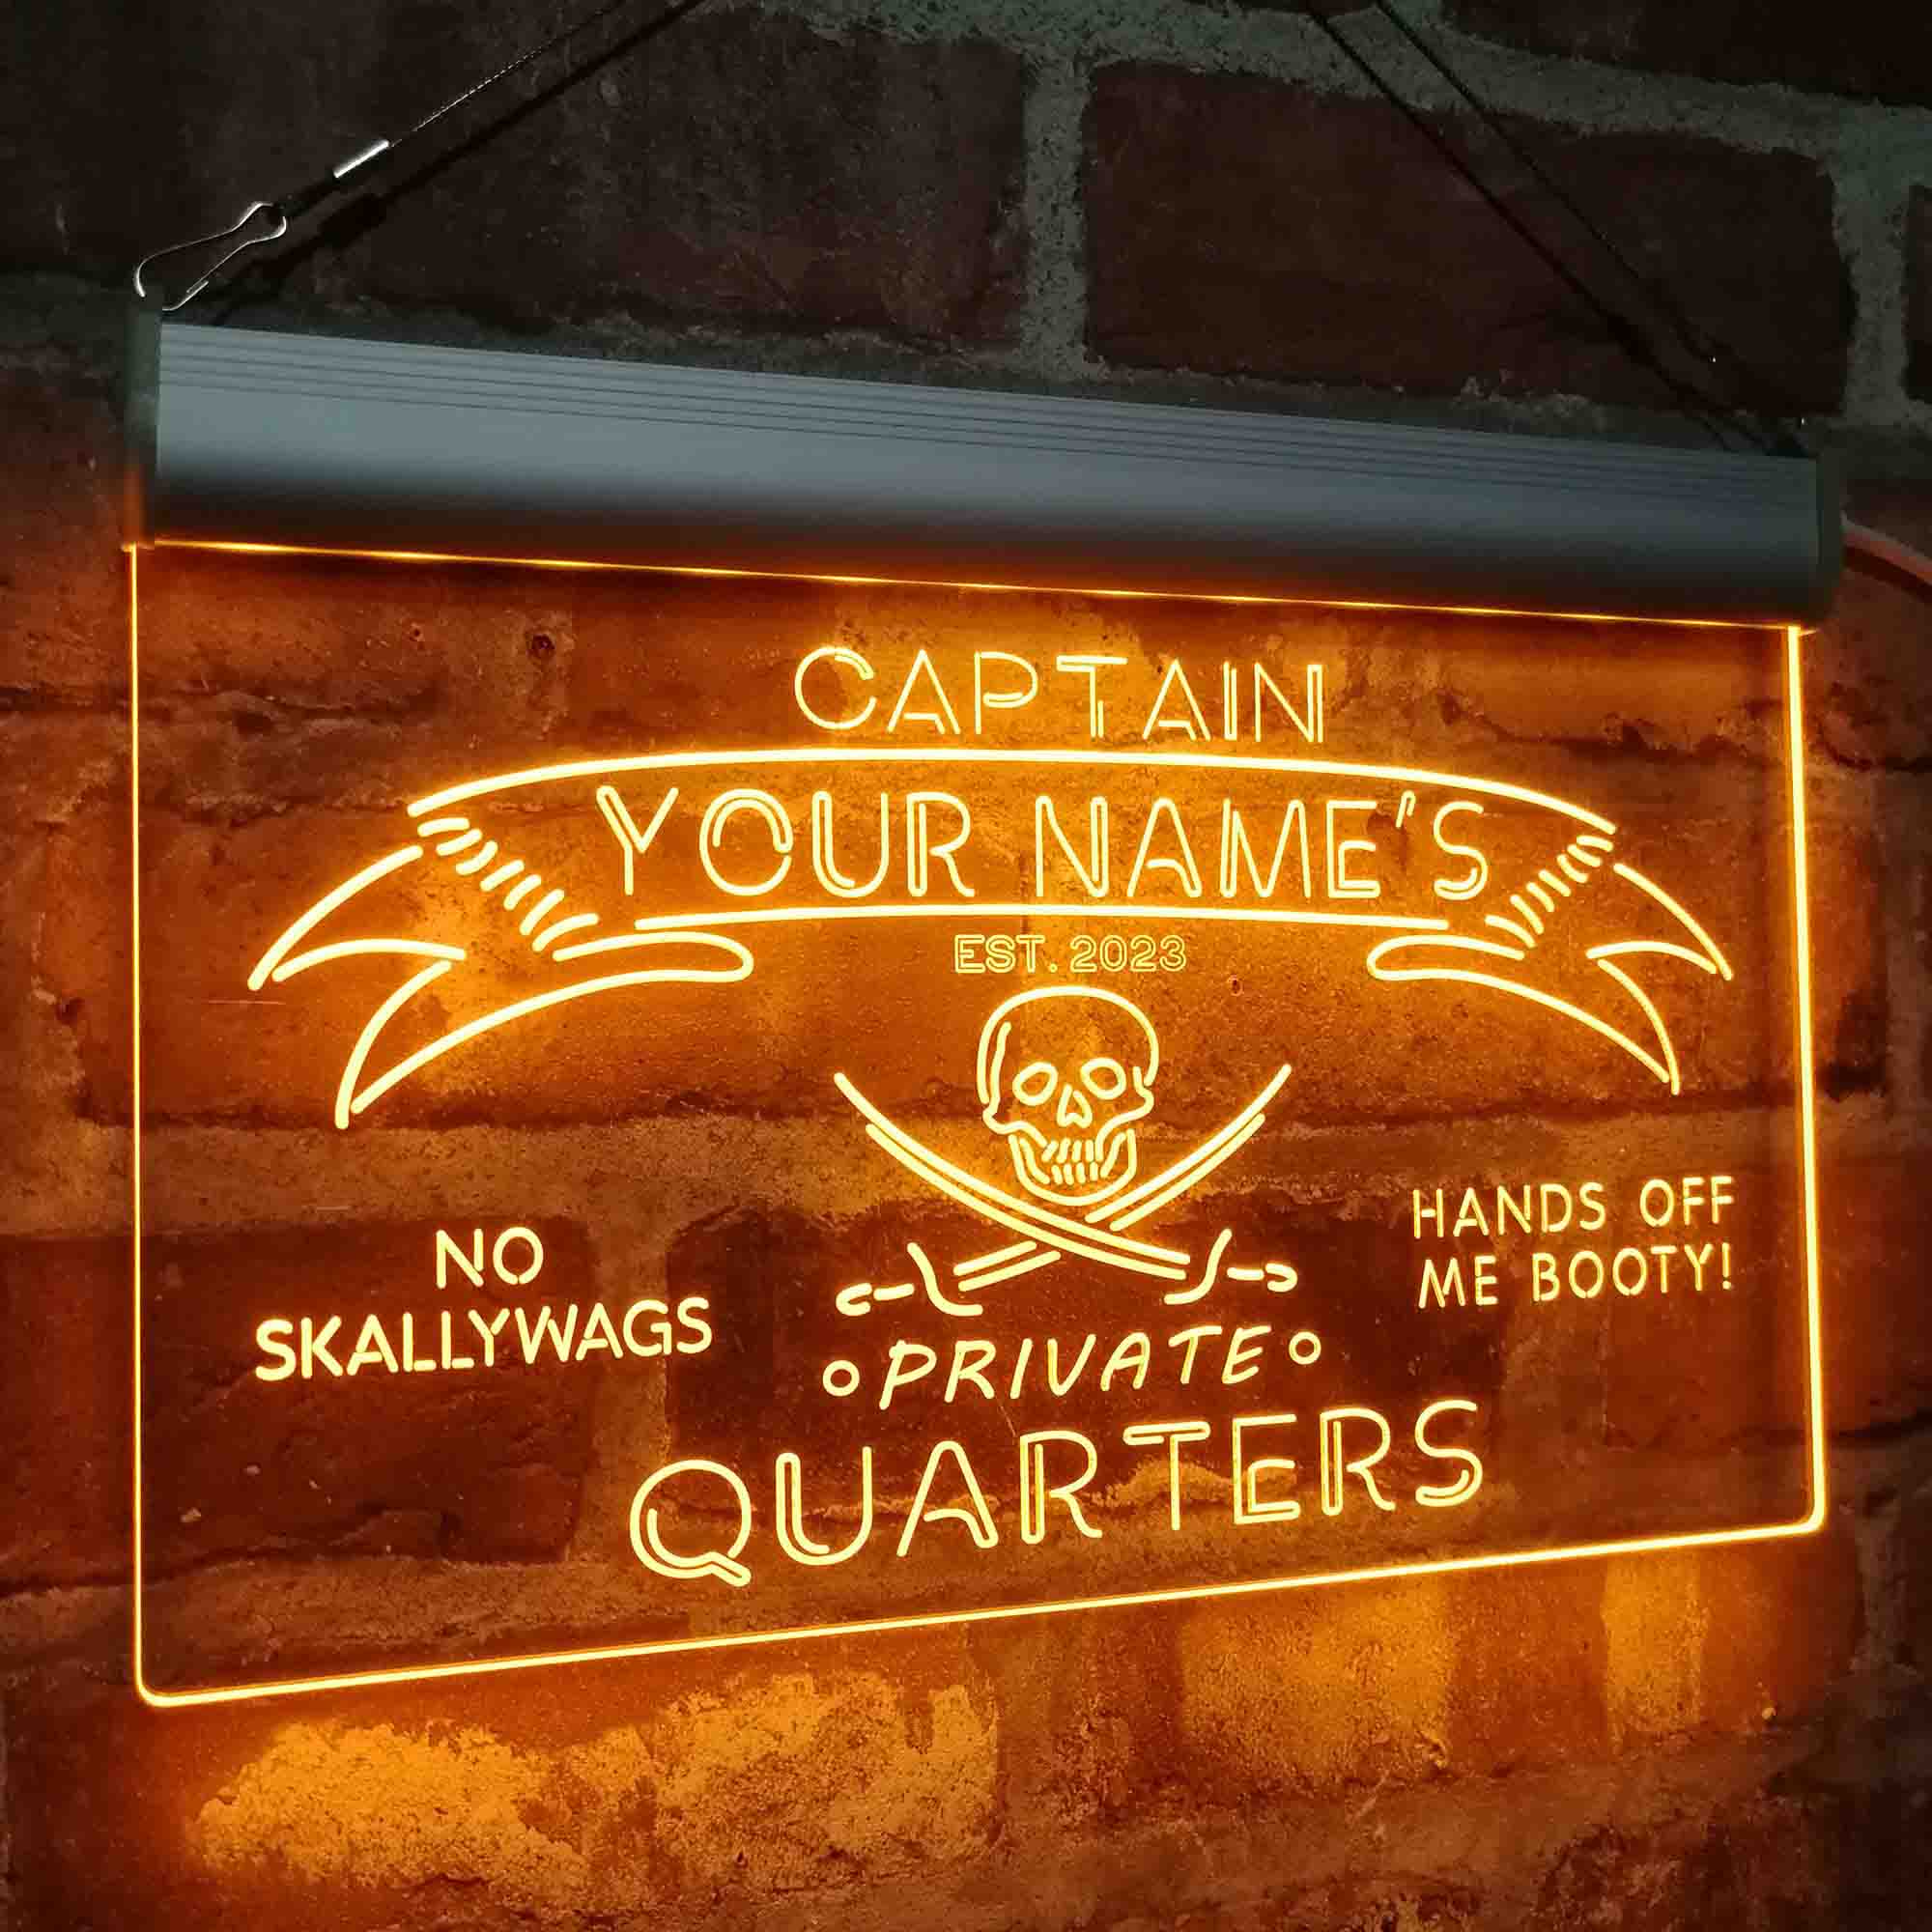 CAPTAIN
YOUR NAME'S
EST. 2023
NO
SKALLYWAGS
HANDS OFF
ME BOOTY!
PRIVATE
QUARTERS